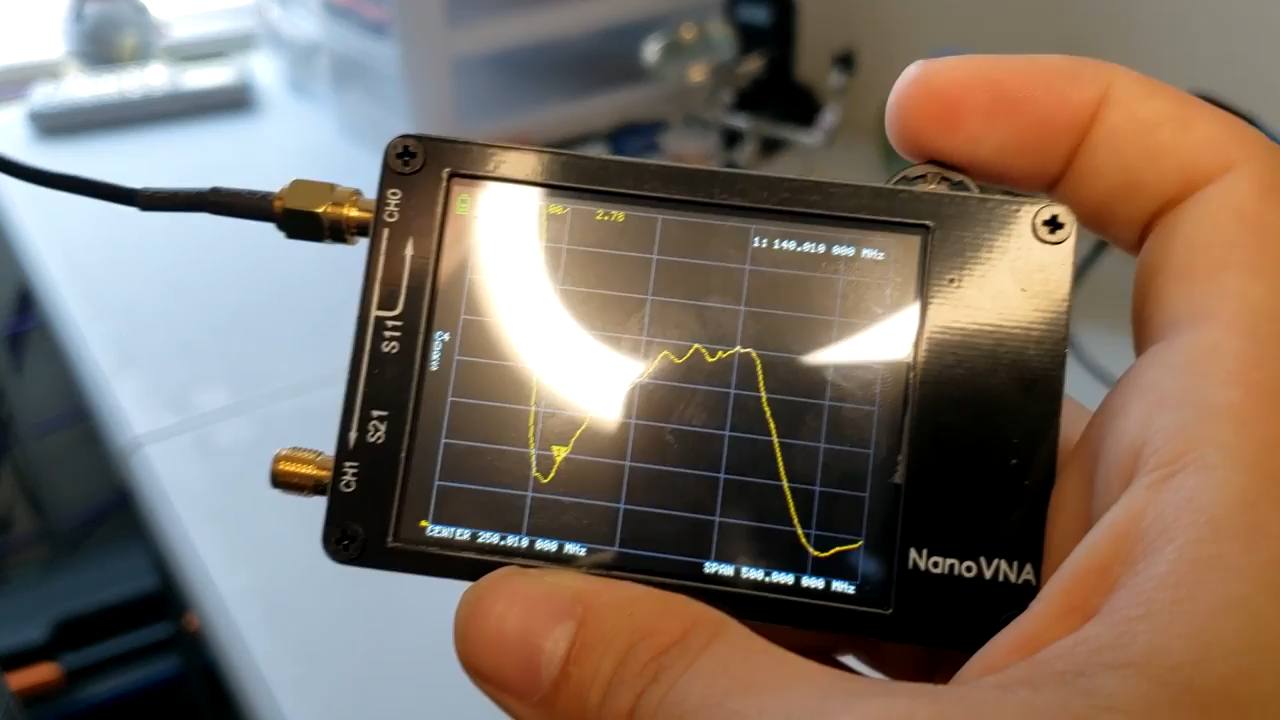 CH0
S11
S21
CH1
2.78
1: 140.010 000 MHz
C4
CENTER 250.010 000 MHz
SPAN 500.000 000 MHz
NanoVNA